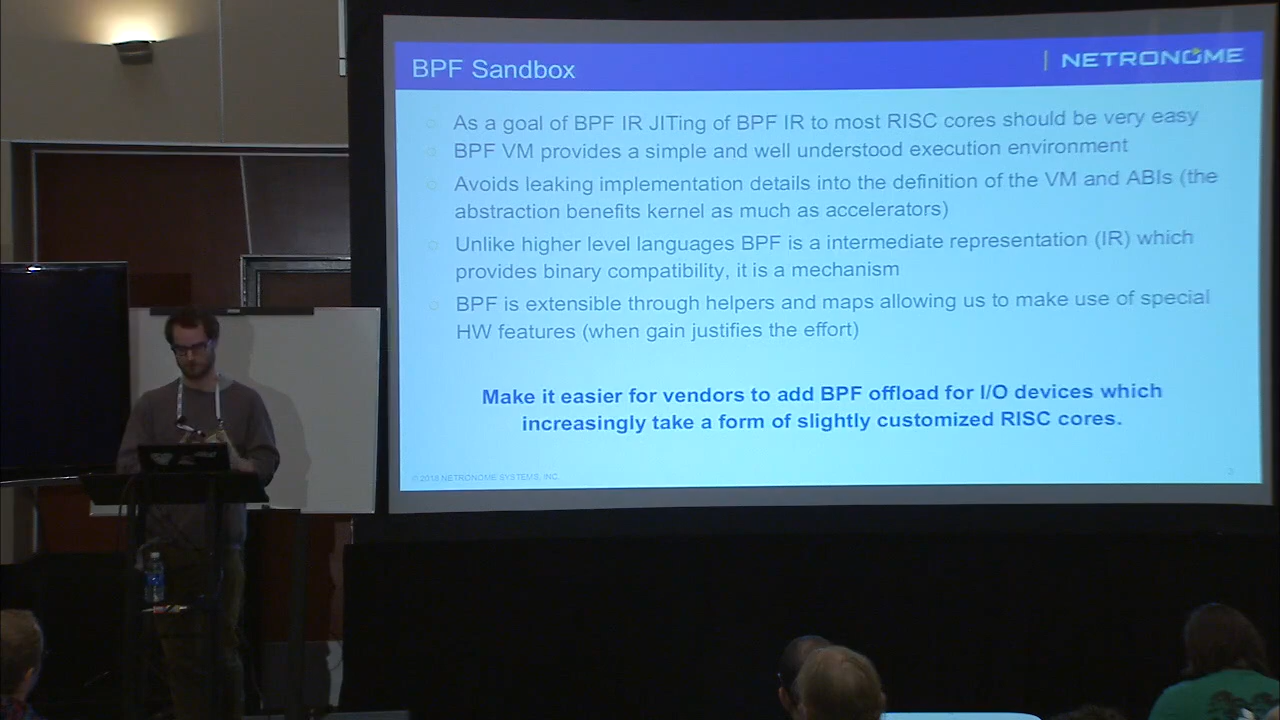 BPF Sandbox
NETRONOME
As a goal of BPF IR JITing of BPF IR to most RISC cores should be very easy
BPF VM provides a simple and well understood execution environment
Avoids leaking implementation details into the definition of the VM and ABIs (the
abstraction benefits kernel as much as accelerators)
Unlike higher level languages BPF is a intermediate representation (IR) which
provides binary compatibility, it is a mechanism
BPF is extensible through helpers and maps allowing us to make use of special
HW features (when gain justifies the effort)
Make it easier for vendors to add BPF offload for I/O devices which
increasingly take a form of slightly customized RISC cores.
© 2018 NETRONOME SYSTEMS, INC.